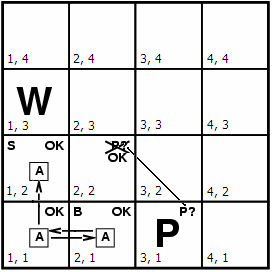 1, 4 2, 4 3, 4 4, 4
W
1, 3 2, 3 3, 3 4, 3
S OK P?
OK
A
1, 2 2, 2 3, 2 4, 2
OK B OK P?
A A P
1, 1 2, 1 3, 1 4, 1